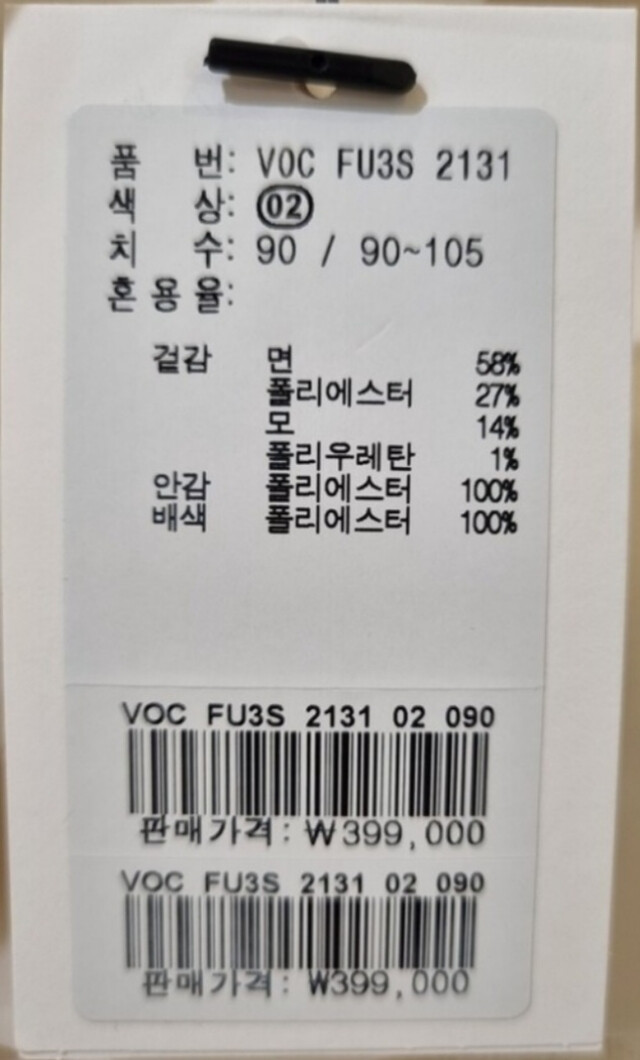 품 번: VOC FU3S 2131
색 상: 02
치 수: 90 / 90~105
혼 용 율:
겉감 면 58%
폴리에스터 27%
모 14%
폴리우레탄 1%
안감 폴리에스터 100%
배색 폴리에스터 100%
VOC FU3S 2131 02 090
판매가격: ₩399,000
VOC FU3S 2131 02 090
판매가격: ₩399,000